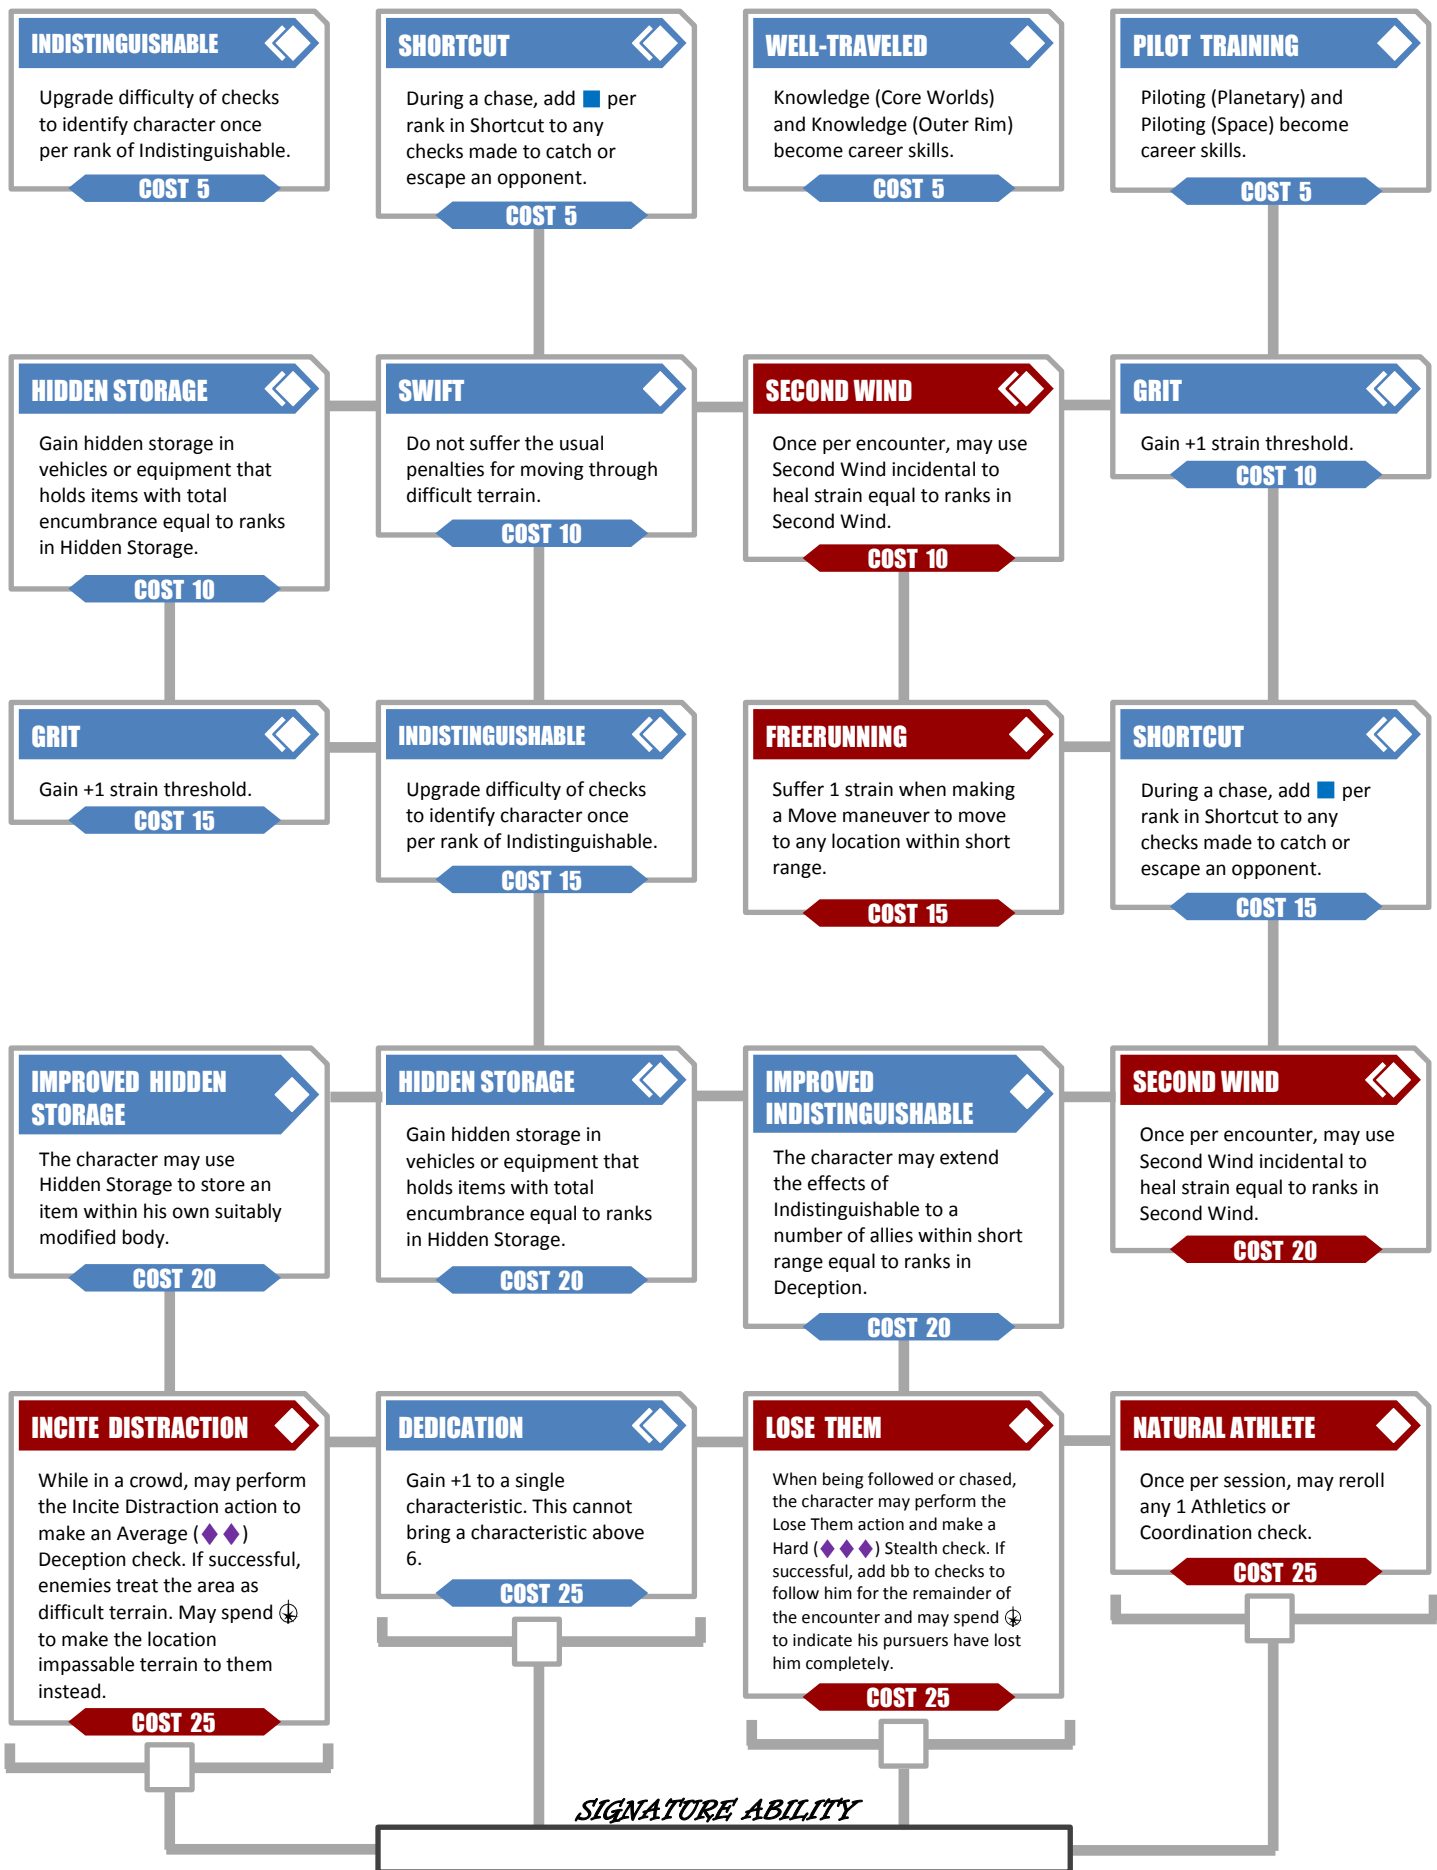 INDISTINGUISHABLE
Upgrade difficulty of checks
to identify character once
per rank of Indistinguishable.
COST 5
SHORTCUT
During a chase, add per
rank in Shortcut to any
checks made to catch or
escape an opponent.
COST 5
WELL-TRAVELED
Knowledge (Core Worlds)
and Knowledge (Outer Rim)
become career skills.
COST 5
PILOT TRAINING
Piloting (Planetary) and
Piloting (Space) become
career skills.
COST 5
HIDDEN STORAGE
Gain hidden storage in
vehicles or equipment that
holds items with total
encumbrance equal to ranks
in Hidden Storage.
COST 10
SWIFT
Do not suffer the usual
penalties for moving through
difficult terrain.
COST 10
SECOND WIND
Once per encounter, may use
Second Wind incidental to
heal strain equal to ranks in
Second Wind.
COST 10
GRIT
Gain +1 strain threshold.
COST 10
GRIT
Gain +1 strain threshold.
COST 15
INDISTINGUISHABLE
Upgrade difficulty of checks
to identify character once
per rank of Indistinguishable.
COST 15
FREERUNNING
Suffer 1 strain when making
a Move maneuver to move
to any location within short
range.
COST 15
SHORTCUT
During a chase, add per
rank in Shortcut to any
checks made to catch or
escape an opponent.
COST 15
IMPROVED HIDDEN
STORAGE
The character may use
Hidden Storage to store an
item within his own suitably
modified body.
COST 20
HIDDEN STORAGE
Gain hidden storage in
vehicles or equipment that
holds items with total
encumbrance equal to ranks
in Hidden Storage.
COST 20
IMPROVED
INDISTINGUISHABLE
The character may extend
the effects of
Indistinguishable to a
number of allies within short
range equal to ranks in
Deception.
COST 20
SECOND WIND
Once per encounter, may use
Second Wind incidental to
heal strain equal to ranks in
Second Wind.
COST 20
INCITE DISTRACTION
While in a crowd, may perform
the Incite Distraction action to
make an Average (♦♦)
Deception check. If successful,
enemies treat the area as
difficult terrain. May spend
to make the location
impassable terrain to them
instead.
COST 25
DEDICATION
Gain +1 to a single
characteristic. This cannot
bring a characteristic above
6.
COST 25
LOSE THEM
When being followed or chased,
the character may perform the
Lose Them action and make a
Hard (♦♦♦) Stealth check. If
successful, add bb to checks to
follow him for the remainder of
the encounter and may spend
to indicate his pursuers have lost
him completely.
COST 25
NATURAL ATHLETE
Once per session, may reroll
any 1 Athletics or
Coordination check.
COST 25
SIGNATURE ABILITY